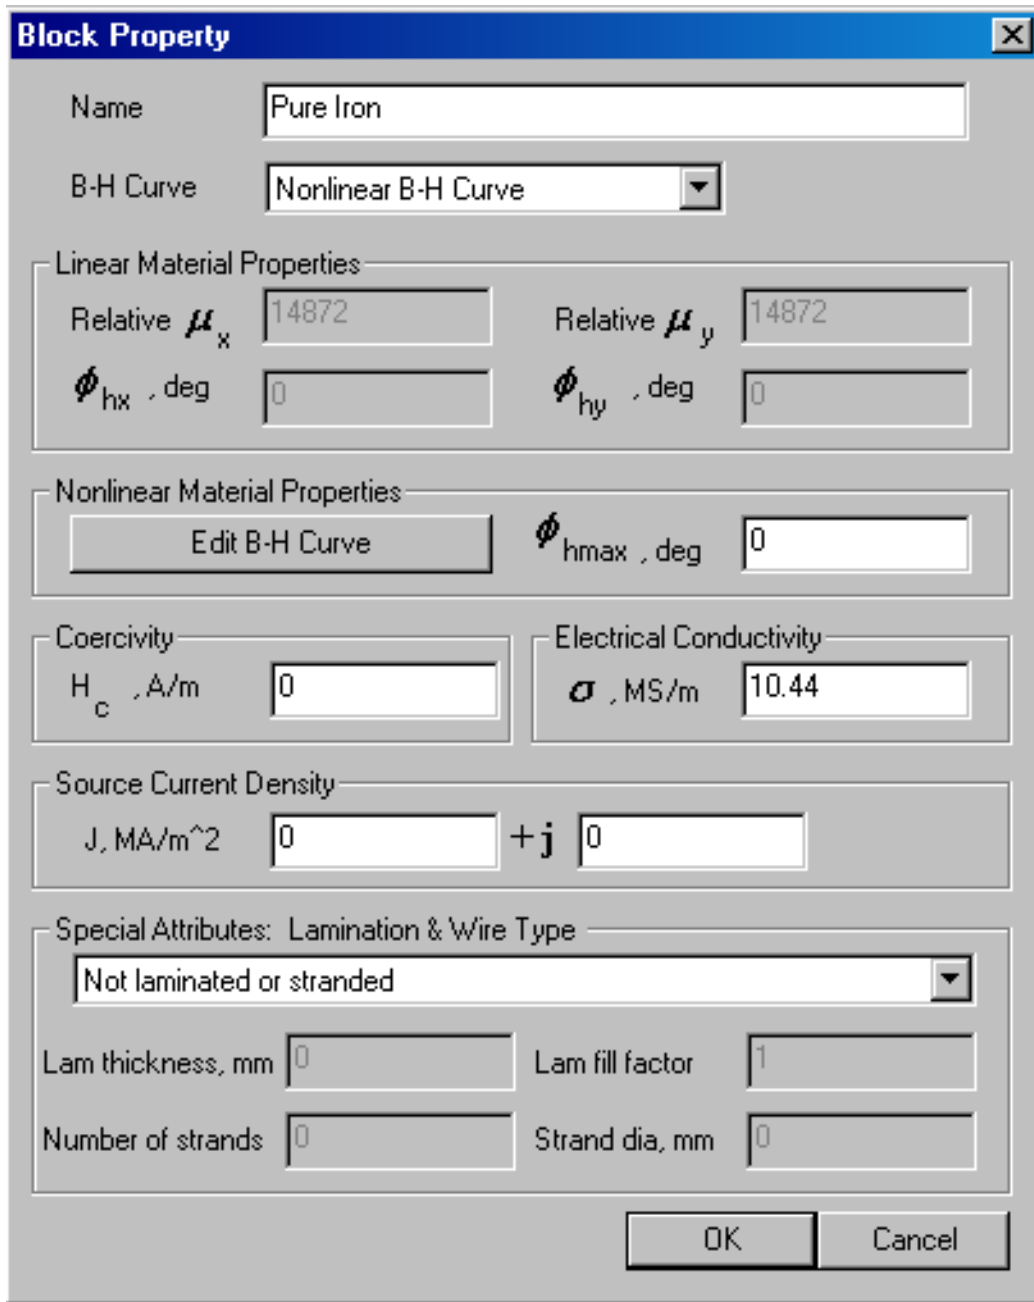 Block Property
Name Pure Iron
B-H Curve Nonlinear B-H Curve
Linear Material Properties
Relative μx 14872 Relative μy 14872
ϕhx , deg 0 ϕhy , deg 0
Nonlinear Material Properties
Edit B-H Curve ϕhmax , deg 0
Coercivity Electrical Conductivity
Hc , A/m 0 σ , MS/m 10.44
Source Current Density
J, MA/m^2 0 +j 0
Special Attributes: Lamination & Wire Type
Not laminated or stranded
Lam thickness, mm 0 Lam fill factor 1
Number of strands 0 Strand dia, mm 0
OK Cancel